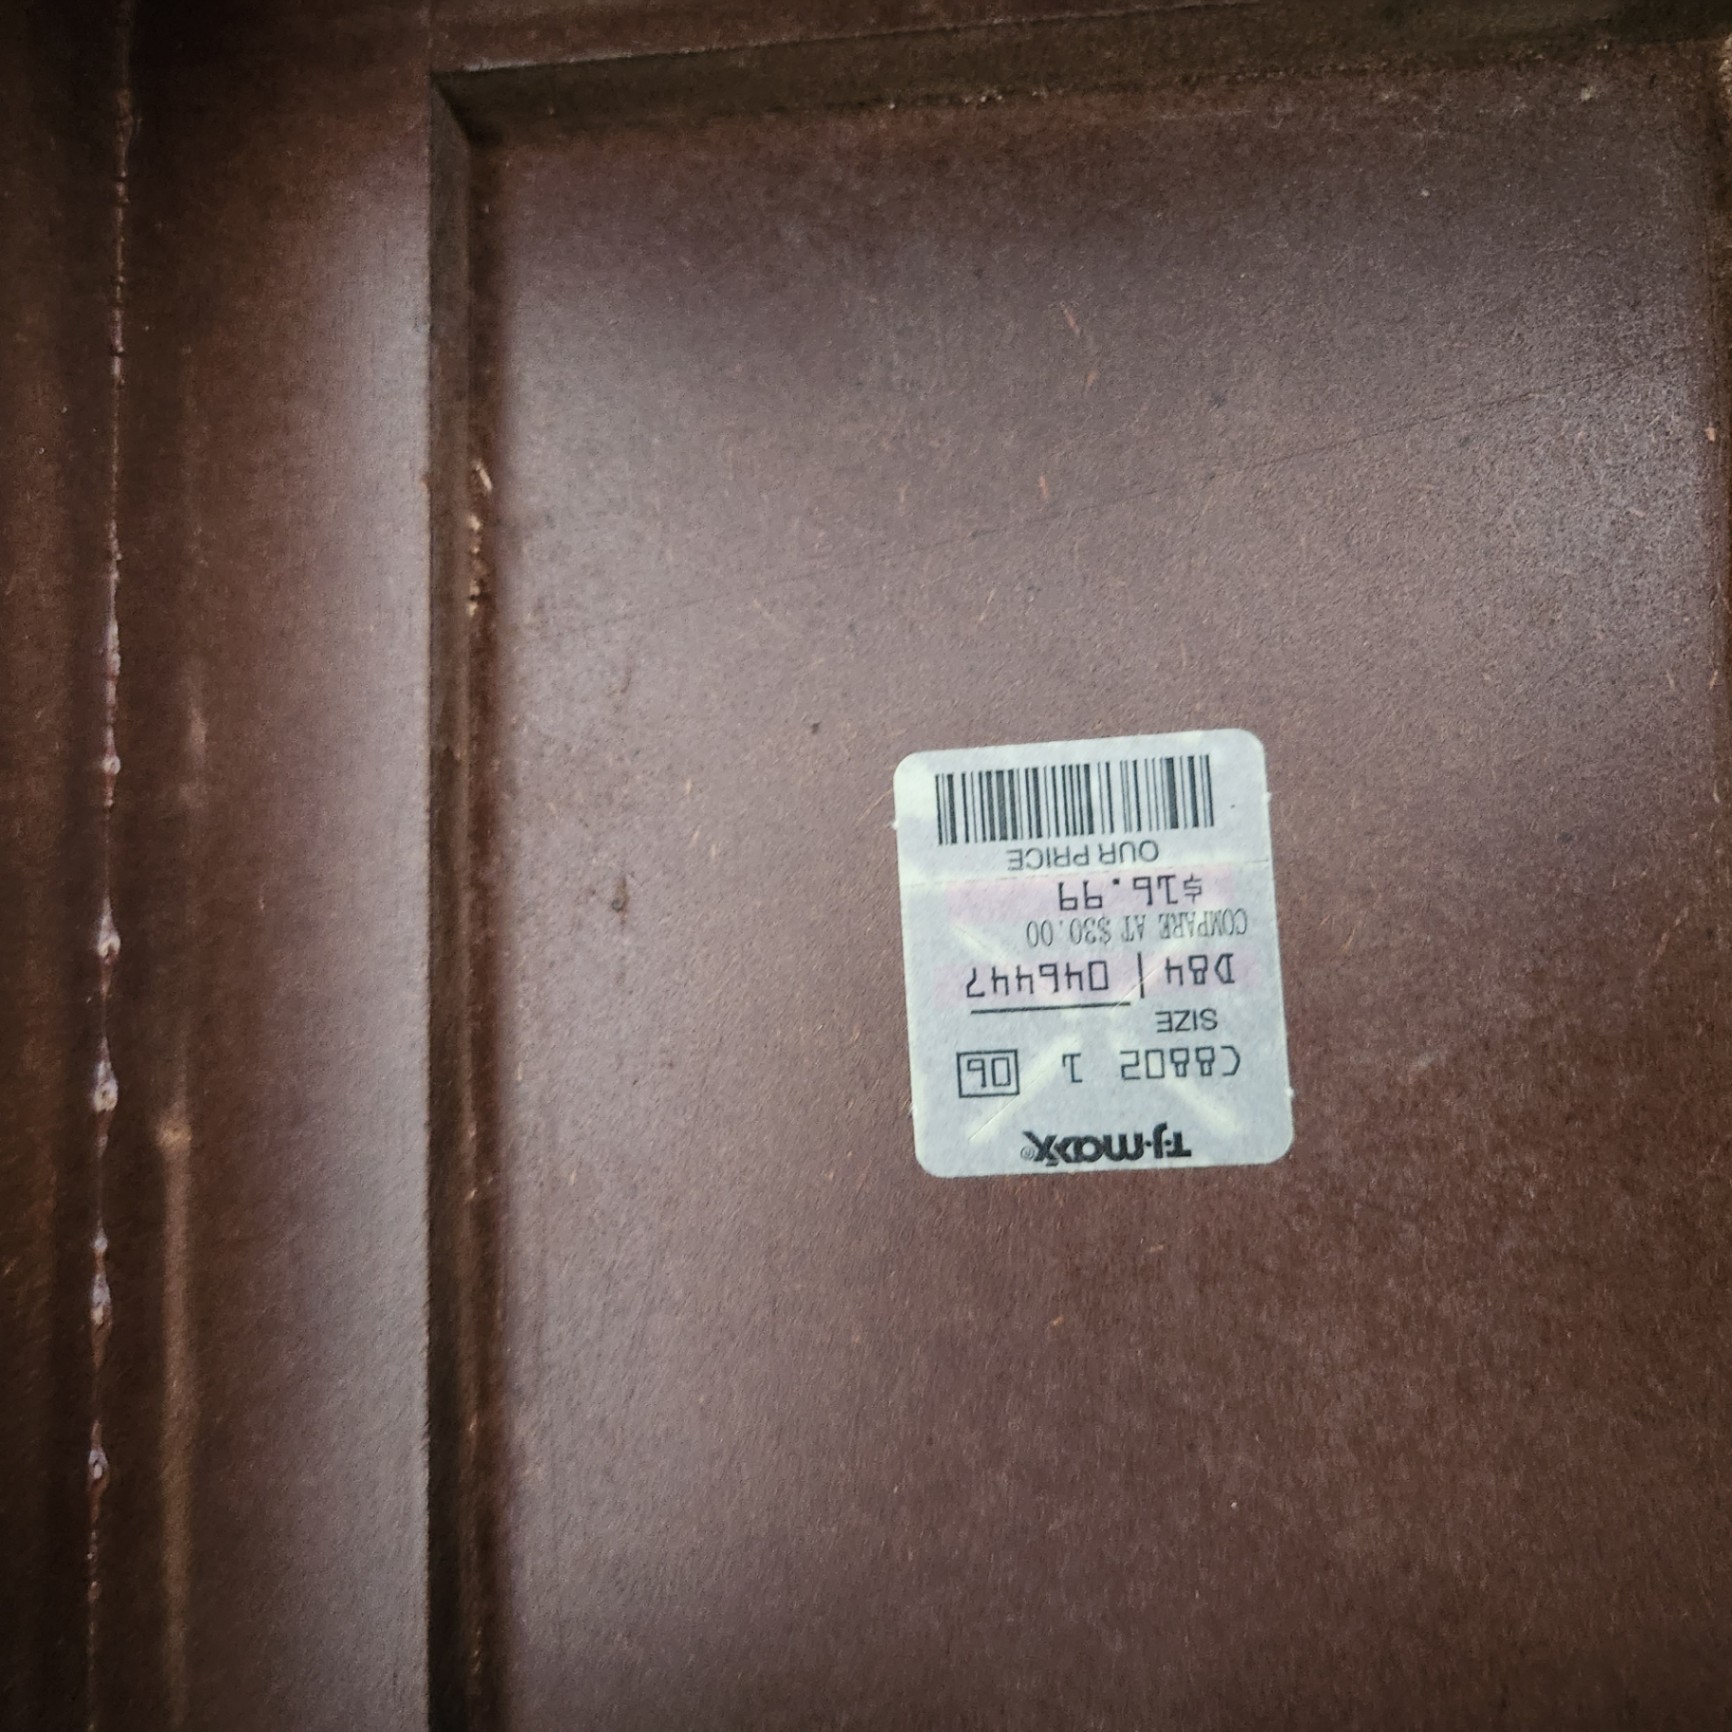 T·J·maxx®
C8802 1 06
SIZE
D84 | 046447
COMPARE AT $30.00
$16.99
OUR PRICE